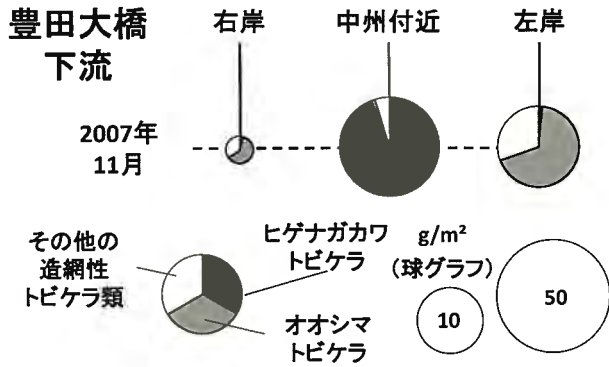 豊田大橋
下流
右岸
中州付近
左岸
2007年
11月
その他の
造網性
トビケラ類
ヒゲナガカワ
トビケラ
オオシマ
トビケラ
g/m²
(球グラフ)
10
50